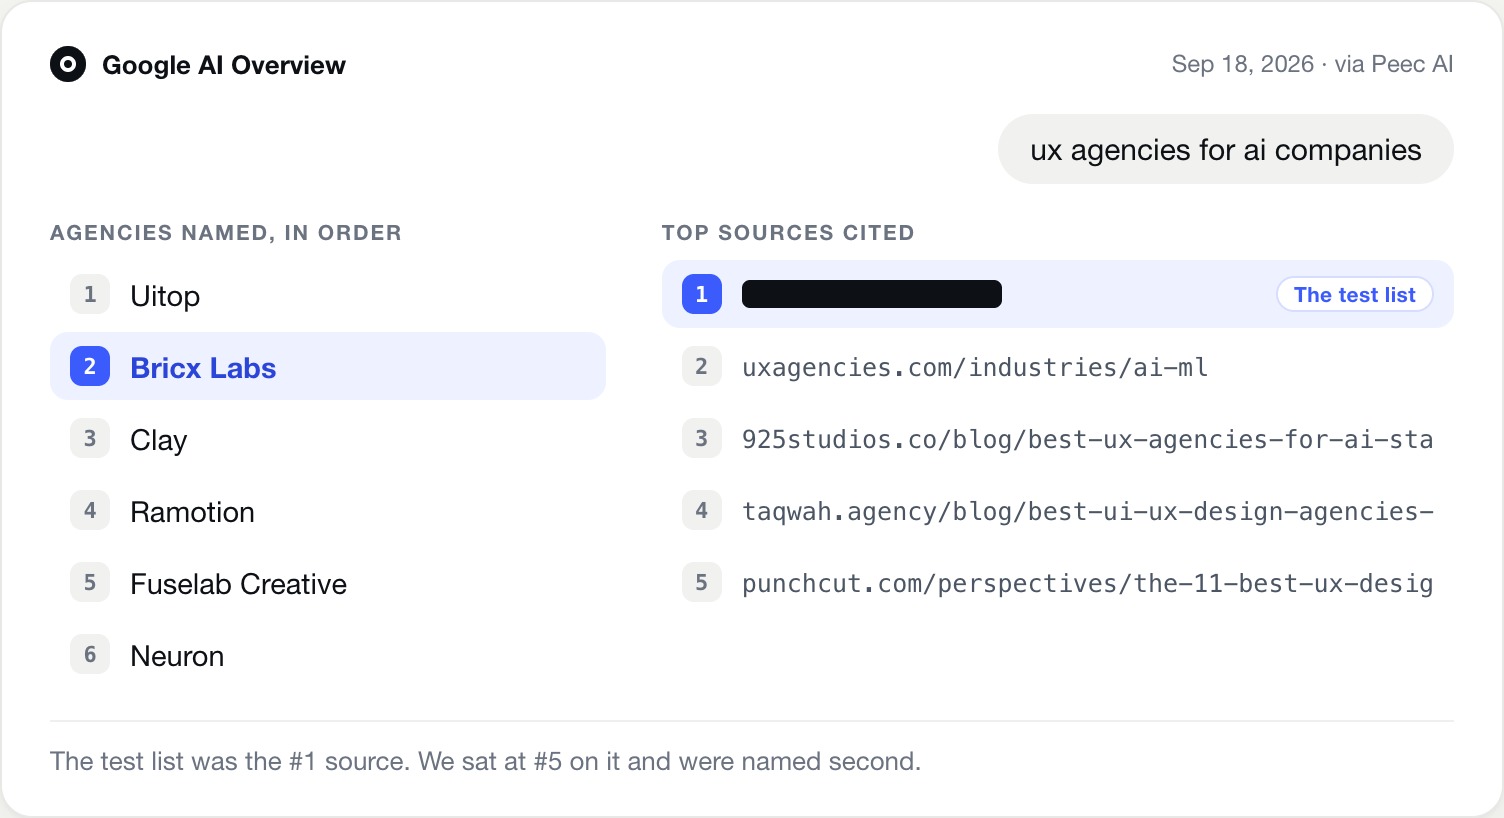 Google AI Overview
Sep 18, 2026 · via Peec AI
ux agencies for ai companies
AGENCIES NAMED, IN ORDER
1 Uitop
2 Bricx Labs
3 Clay
4 Ramotion
5 Fuselab Creative
6 Neuron
TOP SOURCES CITED
1 The test list
2 uxagencies.com/industries/ai-ml
3 925studios.co/blog/best-ux-agencies-for-ai-sta
4 taqwah.agency/blog/best-ui-ux-design-agencies-
5 punchcut.com/perspectives/the-11-best-ux-desig
The test list was the #1 source. We sat at #5 on it and were named second.